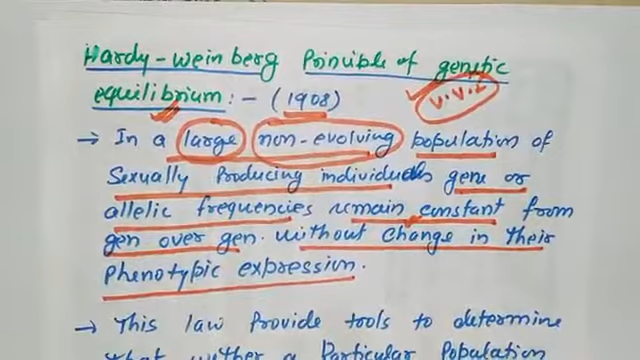 Hardy-Weinberg Principle of genetic
equilibrium:- (1908) V.V.I
→ In a large non-evolving population of
Sexually Producing individuals gene or
allelic frequencies remain constant from
gen over gen. without change in their
Phenotypic expression.
→ This law Provide tools to determine
that wether a Particular Population